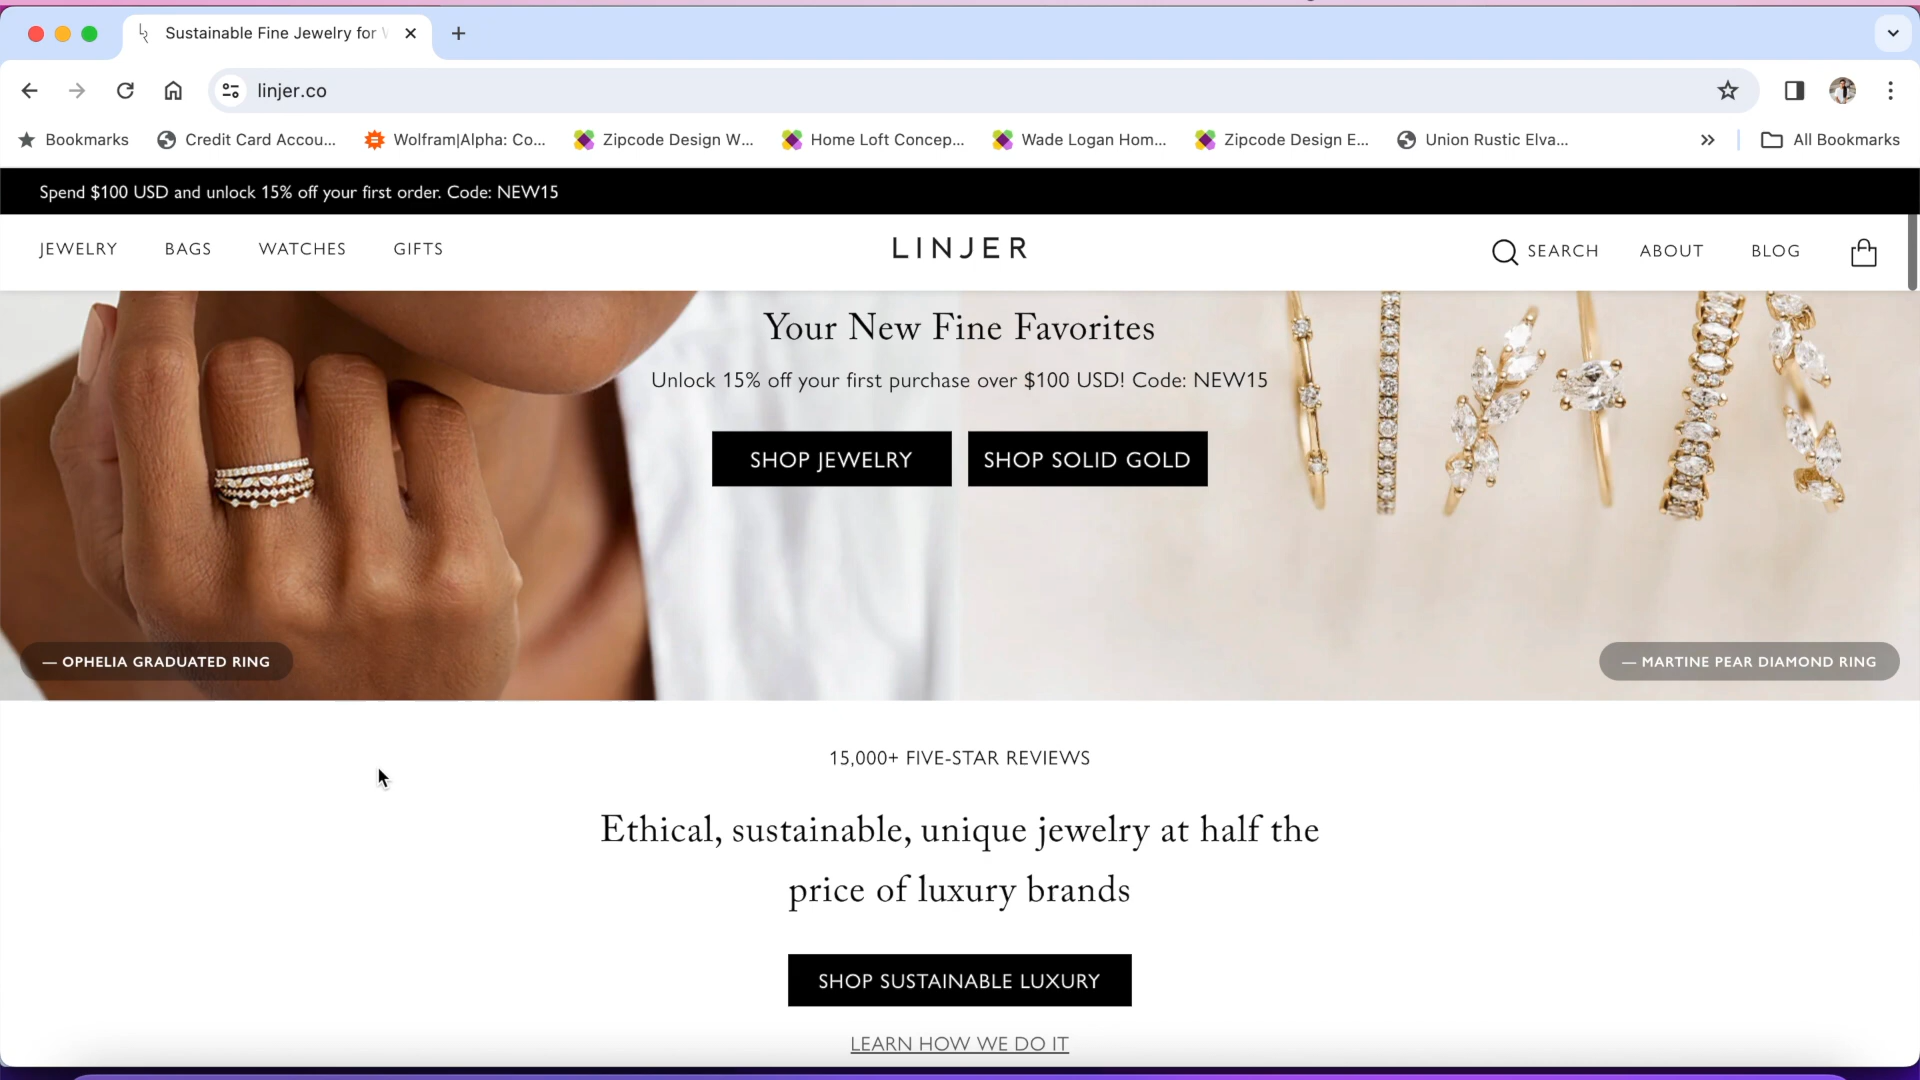 Sustainable Fine Jewelry for
linjer.co
Bookmarks
Credit Card Accou...
Wolfram|Alpha: Co...
Zipcode Design W...
Home Loft Concep...
Wade Logan Hom...
Zipcode Design E...
Union Rustic Elva...
All Bookmarks
Spend $100 USD and unlock 15% off your first order. Code: NEW15
JEWELRY BAGS WATCHES GIFTS LINJER SEARCH ABOUT BLOG
Your New Fine Favorites
Unlock 15% off your first purchase over $100 USD! Code: NEW15
SHOP JEWELRY SHOP SOLID GOLD
— OPHELIA GRADUATED RING
— MARTINE PEAR DIAMOND RING
15,000+ FIVE-STAR REVIEWS
Ethical, sustainable, unique jewelry at half the
price of luxury brands
SHOP SUSTAINABLE LUXURY
LEARN HOW WE DO IT